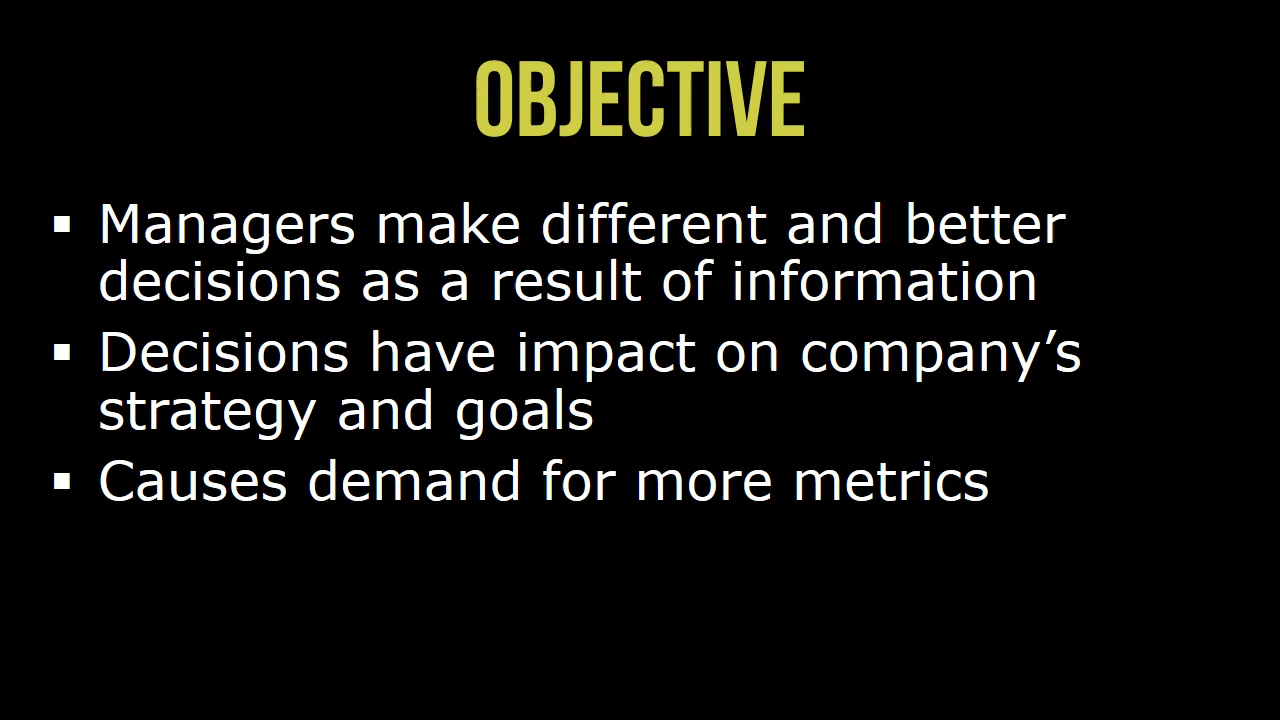 OBJECTIVE
▪ Managers make different and better
decisions as a result of information
▪ Decisions have impact on company’s
strategy and goals
▪ Causes demand for more metrics